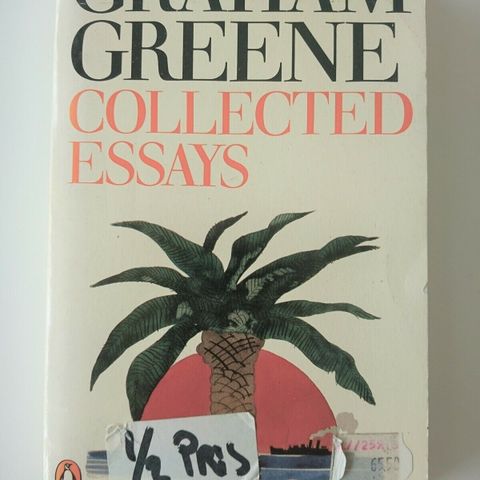 GRAHAM
GREENE
COLLECTED
ESSAYS
1/2 PRIS